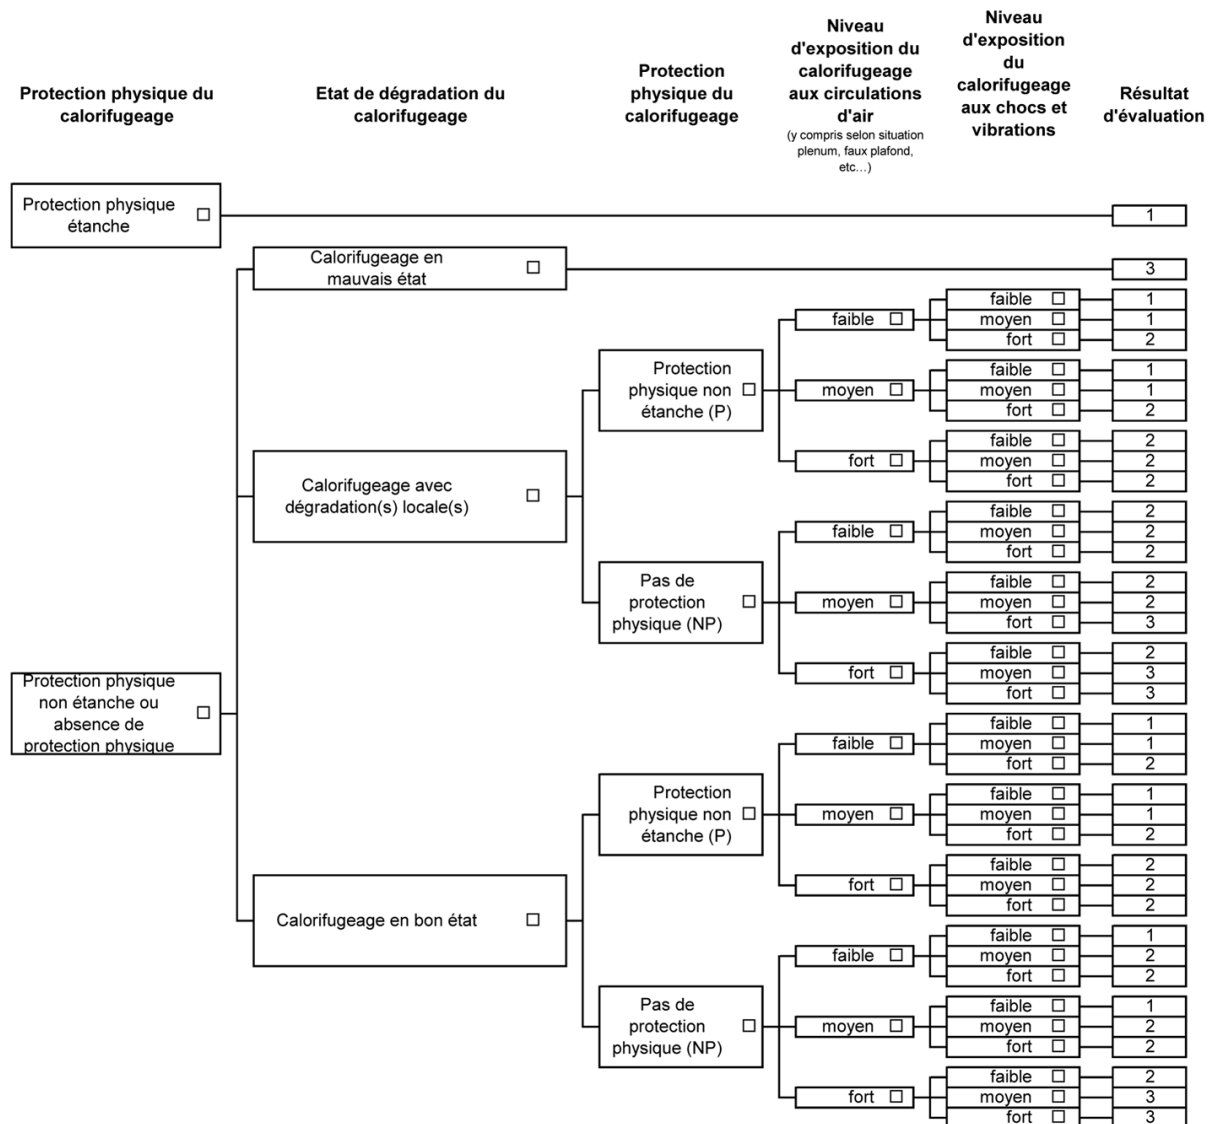 Protection physique du
calorifugeage
Etat de dégradation du
calorifugeage
Protection
physique du
calorifugeage
Niveau
d'exposition du
calorifugeage
aux circulations
d'air
(y compris selon situation
plenum, faux plafond,
etc...)
Niveau
d'exposition
du
calorifugeage
aux chocs et
vibrations
Résultat
d'évaluation
Protection physique
étanche
1
Calorifugeage en
mauvais état
3
Protection physique
non étanche ou
absence de
protection physique
Calorifugeage avec
dégradation(s) locale(s)
Protection
physique non
étanche (P)
faible
faible 1
moyen 1
fort 2
moyen
faible 1
moyen 1
fort 2
fort
faible 2
moyen 2
fort 2
Pas de
protection
physique (NP)
faible
faible 2
moyen 2
fort 2
moyen
faible 2
moyen 2
fort 3
fort
faible 2
moyen 3
fort 3
Calorifugeage en bon état
Protection
physique non
étanche (P)
faible
faible 1
moyen 1
fort 2
moyen
faible 1
moyen 1
fort 2
fort
faible 2
moyen 2
fort 2
Pas de
protection
physique (NP)
faible
faible 1
moyen 2
fort 2
moyen
faible 1
moyen 2
fort 2
fort
faible 2
moyen 3
fort 3